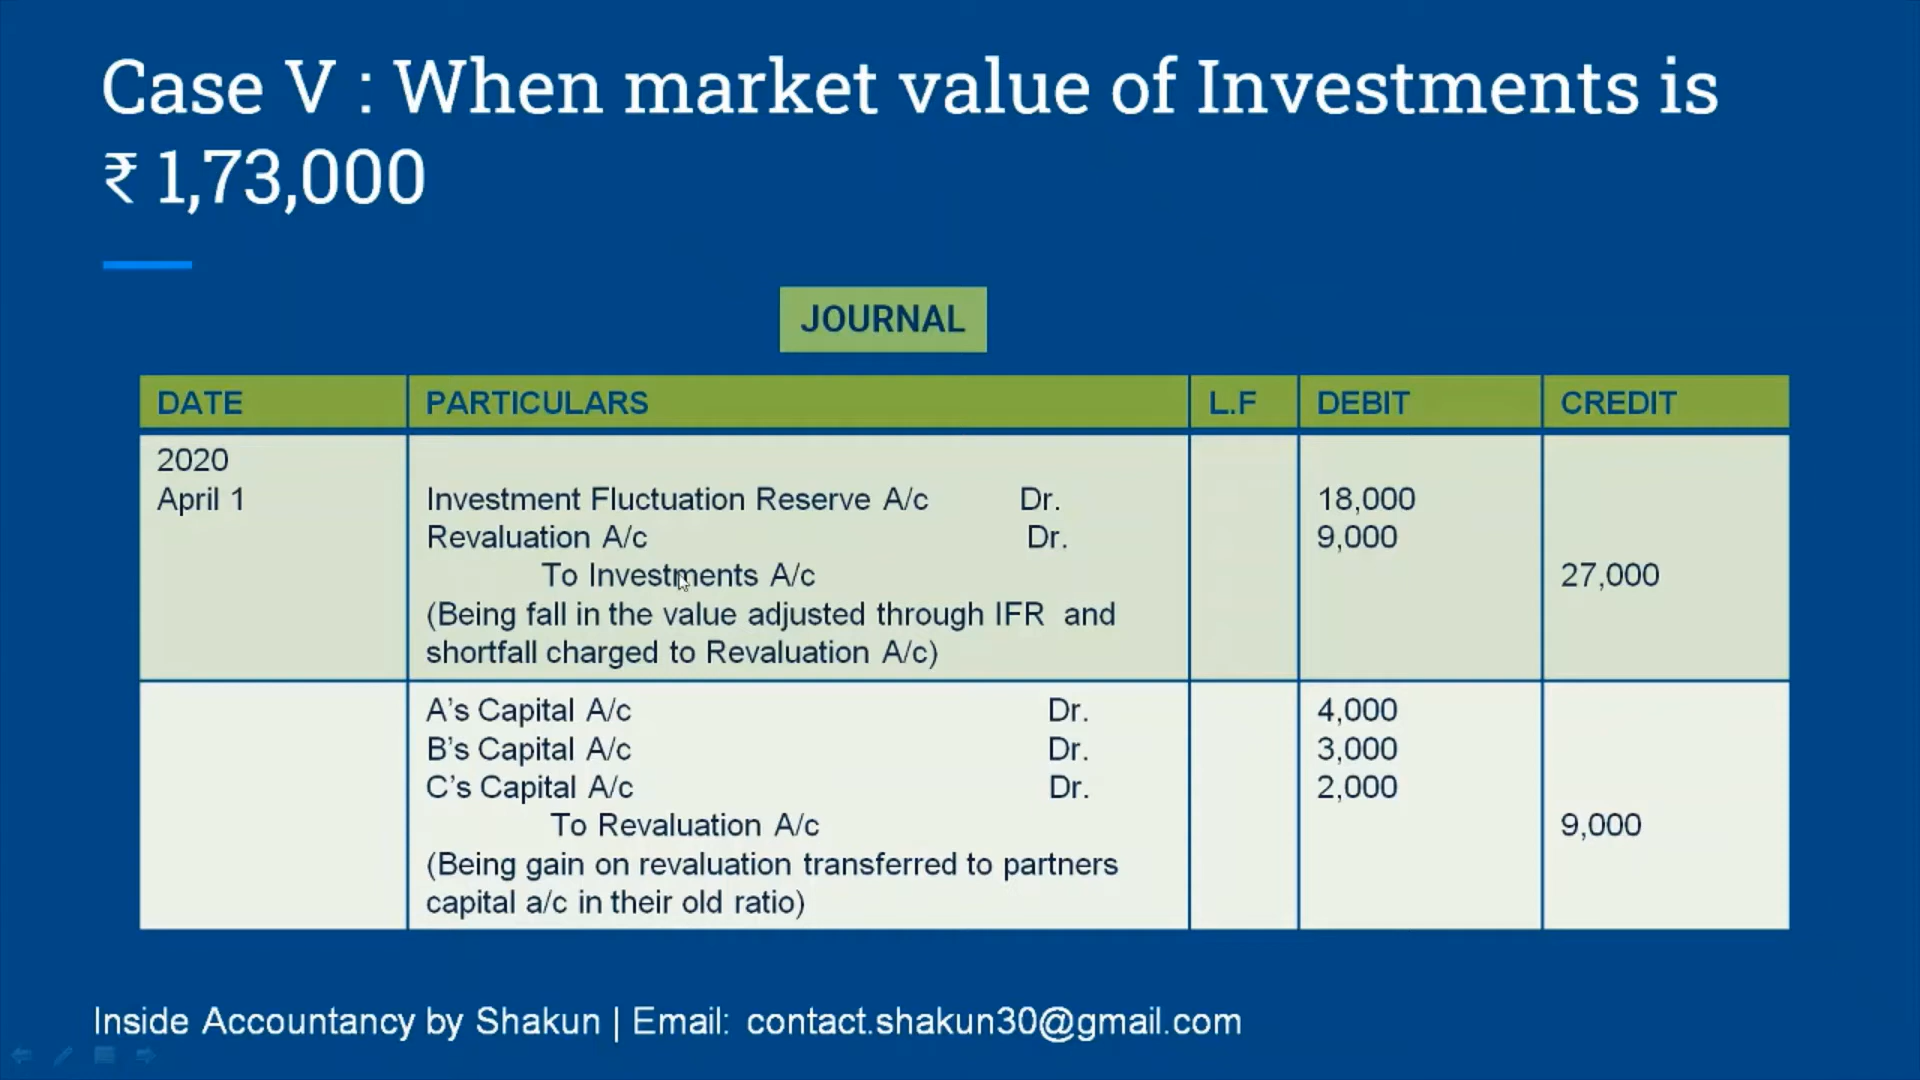 Case V : When market value of Investments is
₹ 1,73,000
JOURNAL
DATE PARTICULARS L.F DEBIT CREDIT
2020
April 1 Investment Fluctuation Reserve A/c Dr. 18,000
Revaluation A/c Dr. 9,000
To Investments A/c 27,000
(Being fall in the value adjusted through IFR and
shortfall charged to Revaluation A/c)
A’s Capital A/c Dr. 4,000
B’s Capital A/c Dr. 3,000
C’s Capital A/c Dr. 2,000
To Revaluation A/c 9,000
(Being gain on revaluation transferred to partners
capital a/c in their old ratio)
Inside Accountancy by Shakun | Email: contact.shakun30@gmail.com